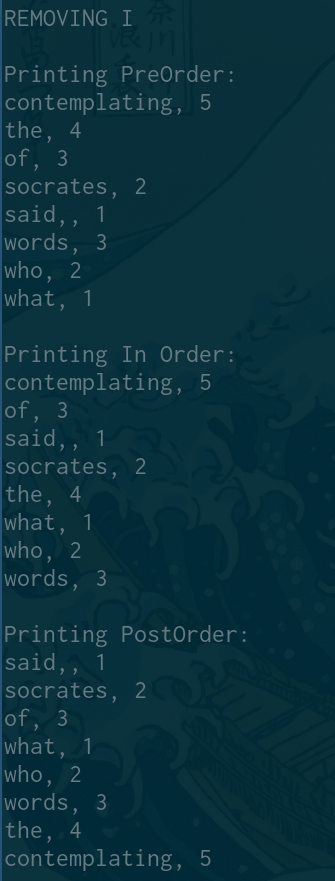 REMOVING I
Printing PreOrder:
contemplating, 5
the, 4
of, 3
socrates, 2
said,, 1
words, 3
who, 2
what, 1
Printing In Order:
contemplating, 5
of, 3
said,, 1
socrates, 2
the, 4
what, 1
who, 2
words, 3
Printing PostOrder:
said,, 1
socrates, 2
of, 3
what, 1
who, 2
words, 3
the, 4
contemplating, 5